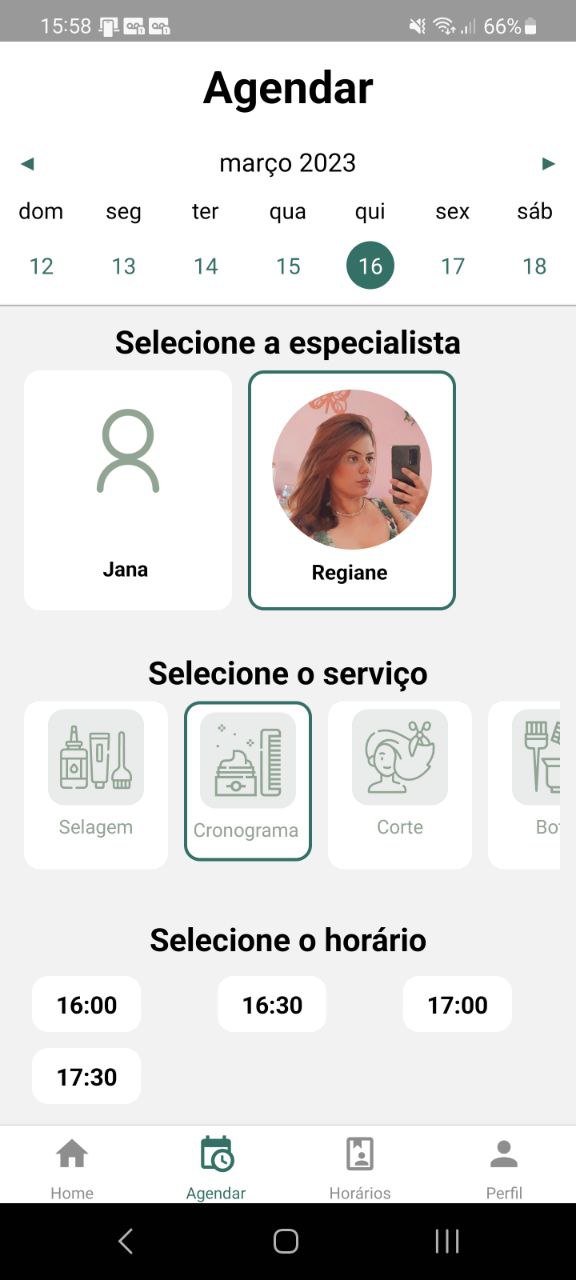 15:58 66%
Agendar
março 2023
dom seg ter qua qui sex sáb
12 13 14 15 16 17 18
Selecione a especialista
Jana Regiane
Selecione o serviço
Selagem Cronograma Corte Bo
Selecione o horário
16:00 16:30 17:00
17:30
Home Agendar Horários Perfil